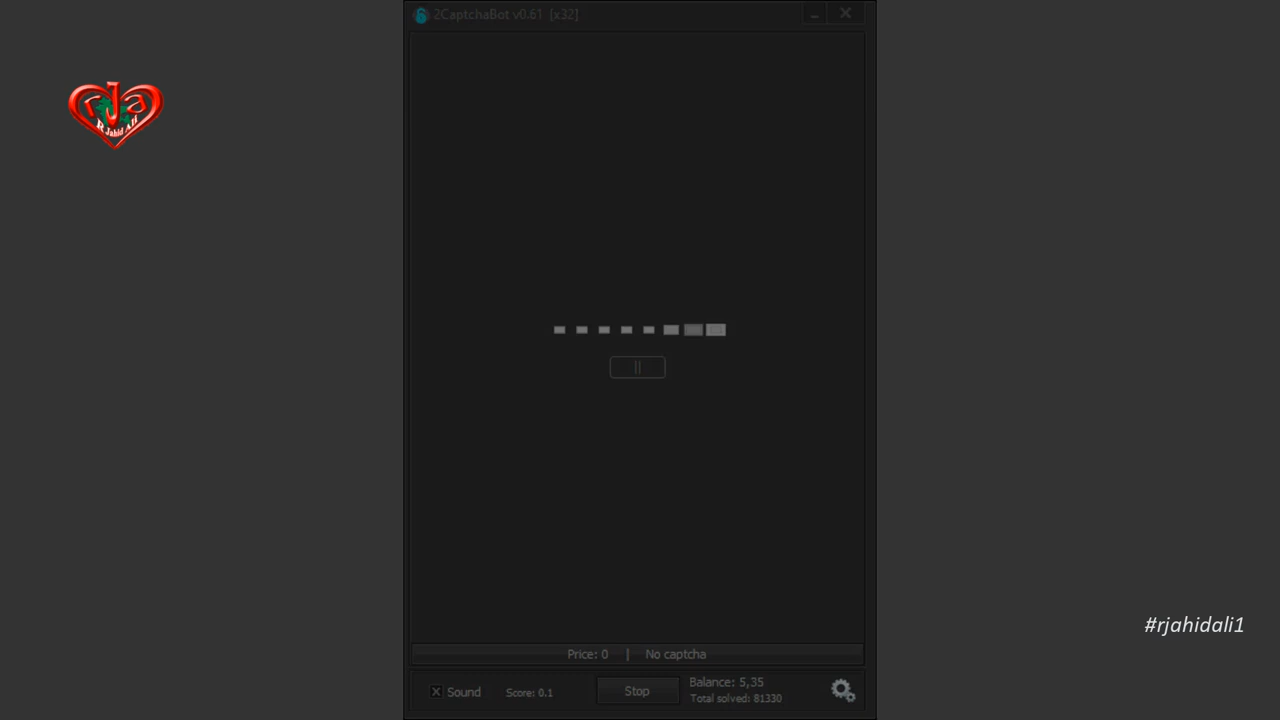 2CaptchaBot v0.61 [x32]
rJa
R Jahid Ali
#rjahidali1
Price: 0 | No captcha
Sound
Score: 0.1
Stop
Balance: 5,35
Total solved: 81330